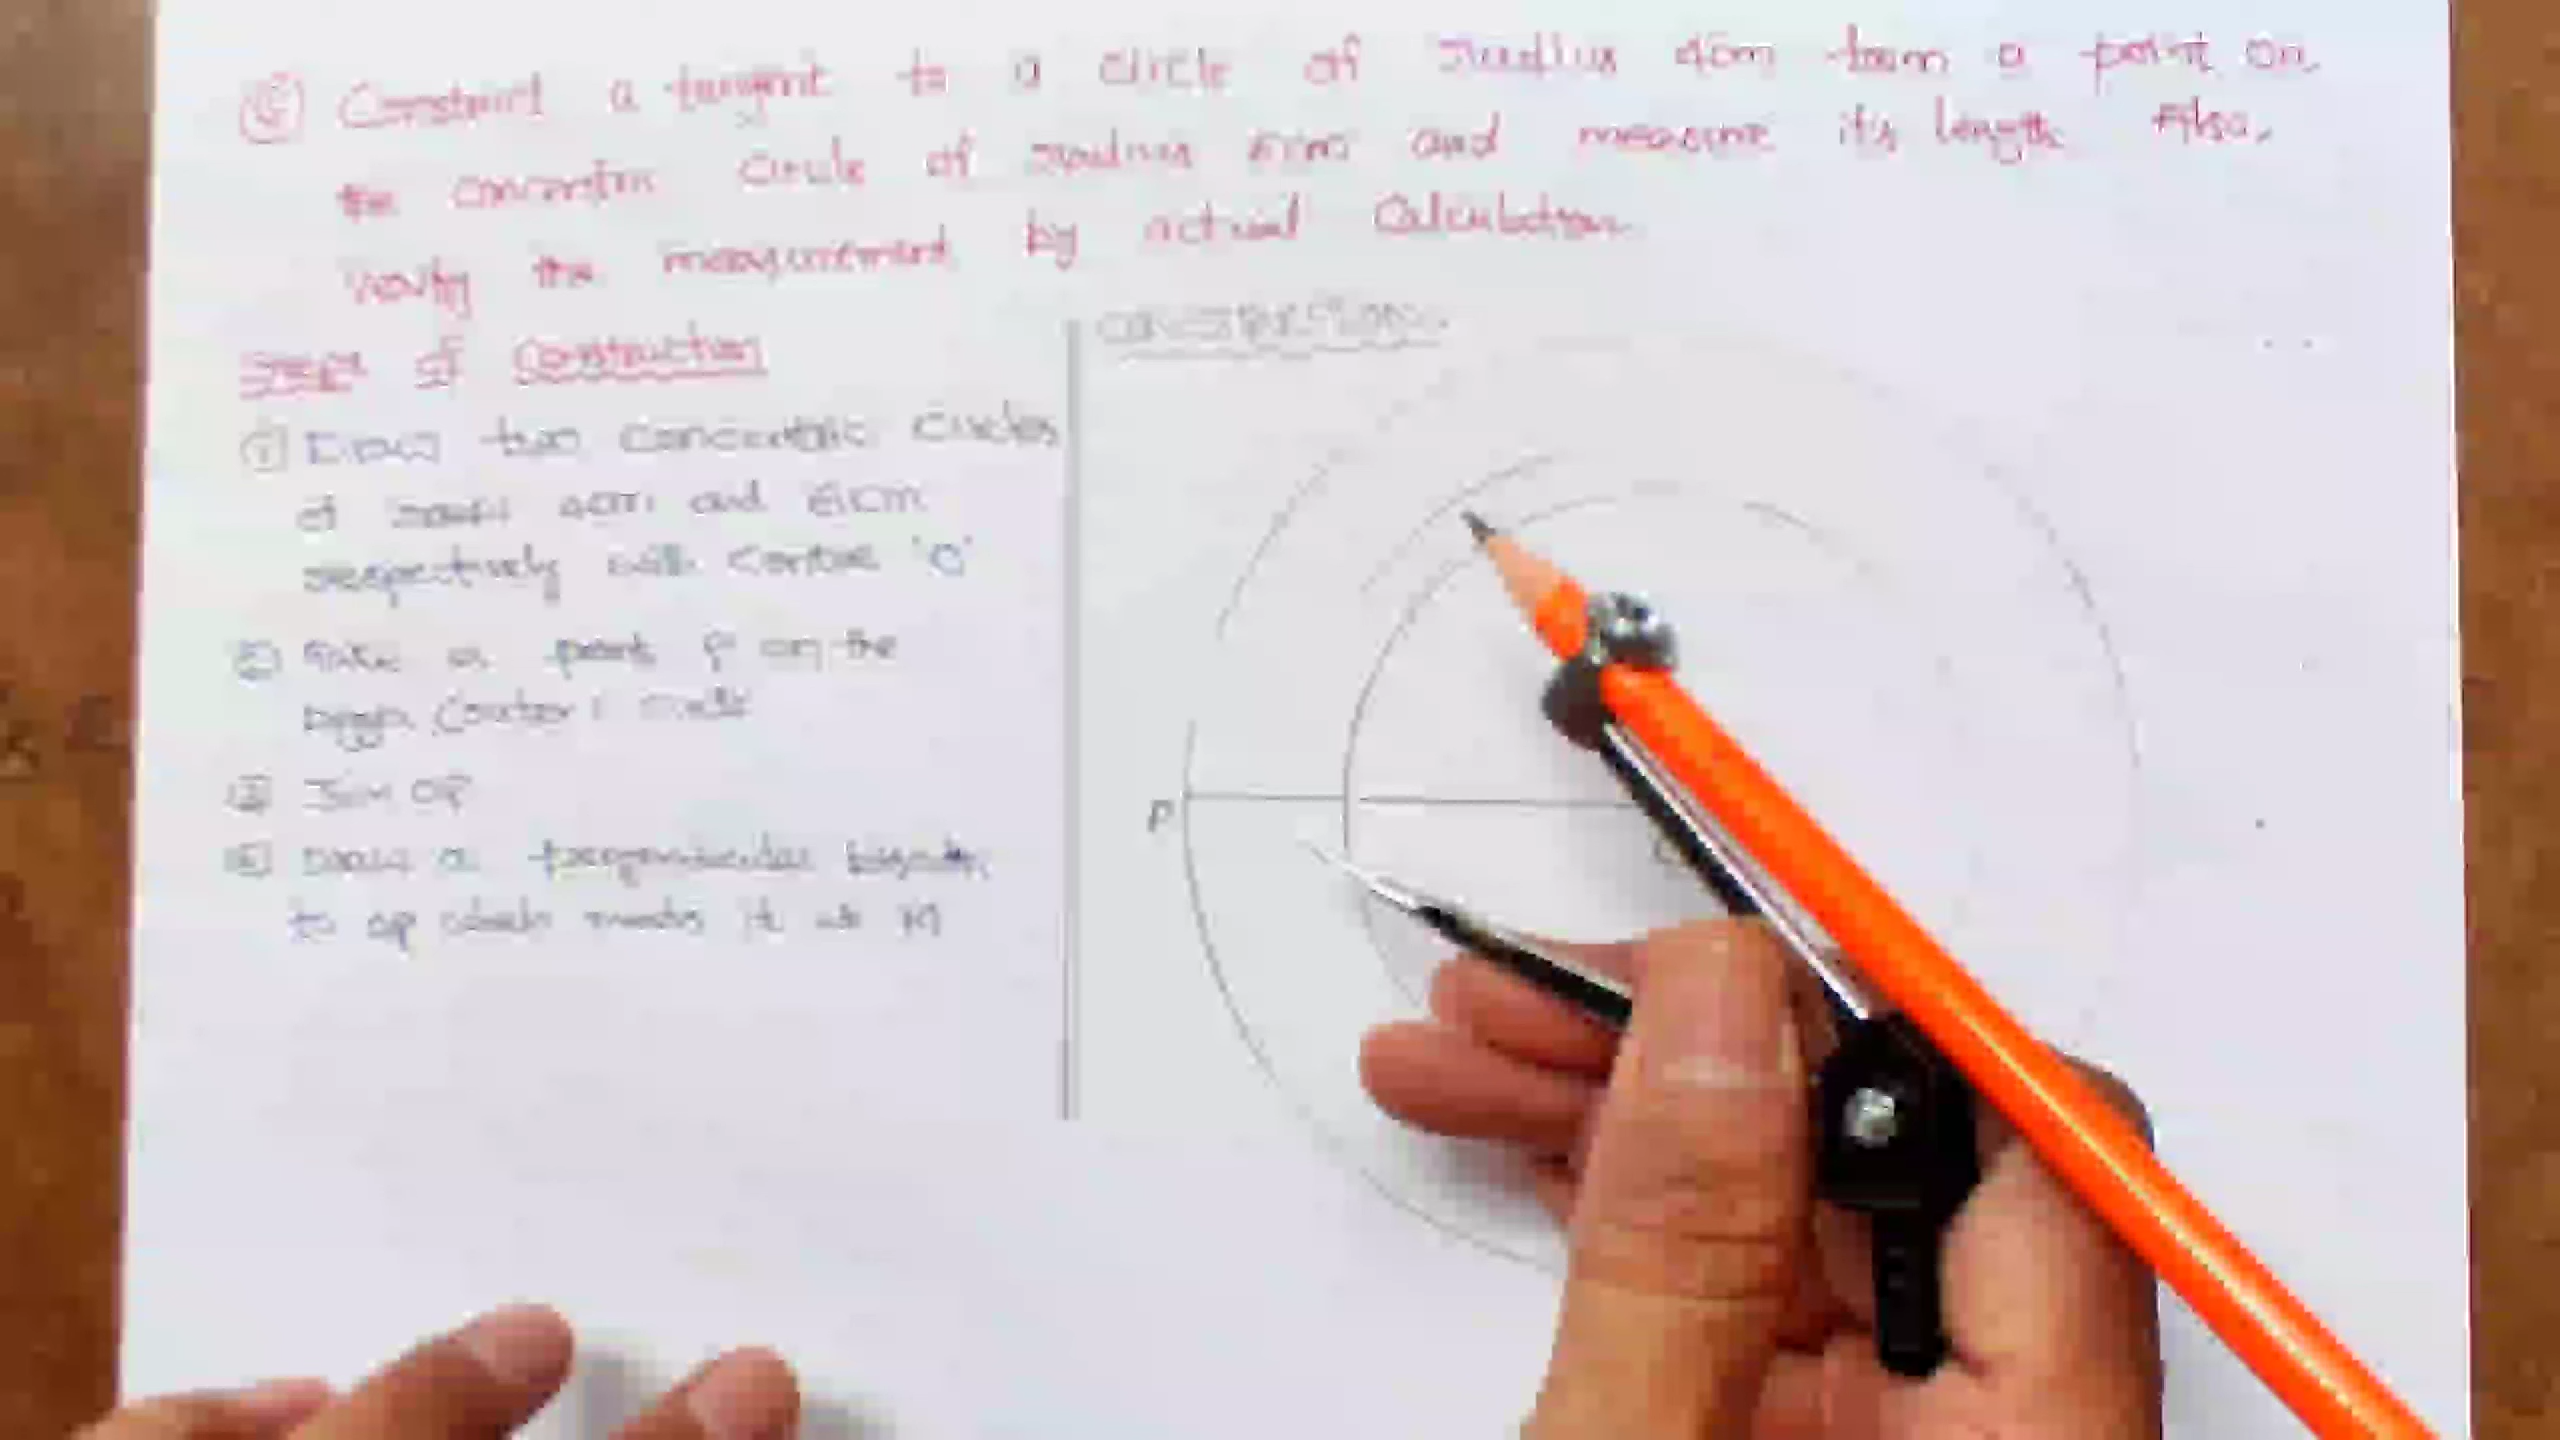 ② Construct a tangent to a circle of radius 4cm from a point on
the concentric circle of radius 6cm and measure its length. Also,
verify the measurement by actual Calculation.
Steps of Construction
CONSTRUCTION:
① Draw two concentric circles
of radii 4cm and 6cm
respectively with centre 'O'
② Take a point P on the
bigger (outer) circle
③ Join OP
④ Draw a perpendicular bisector
to OP which meets it at M
P
O